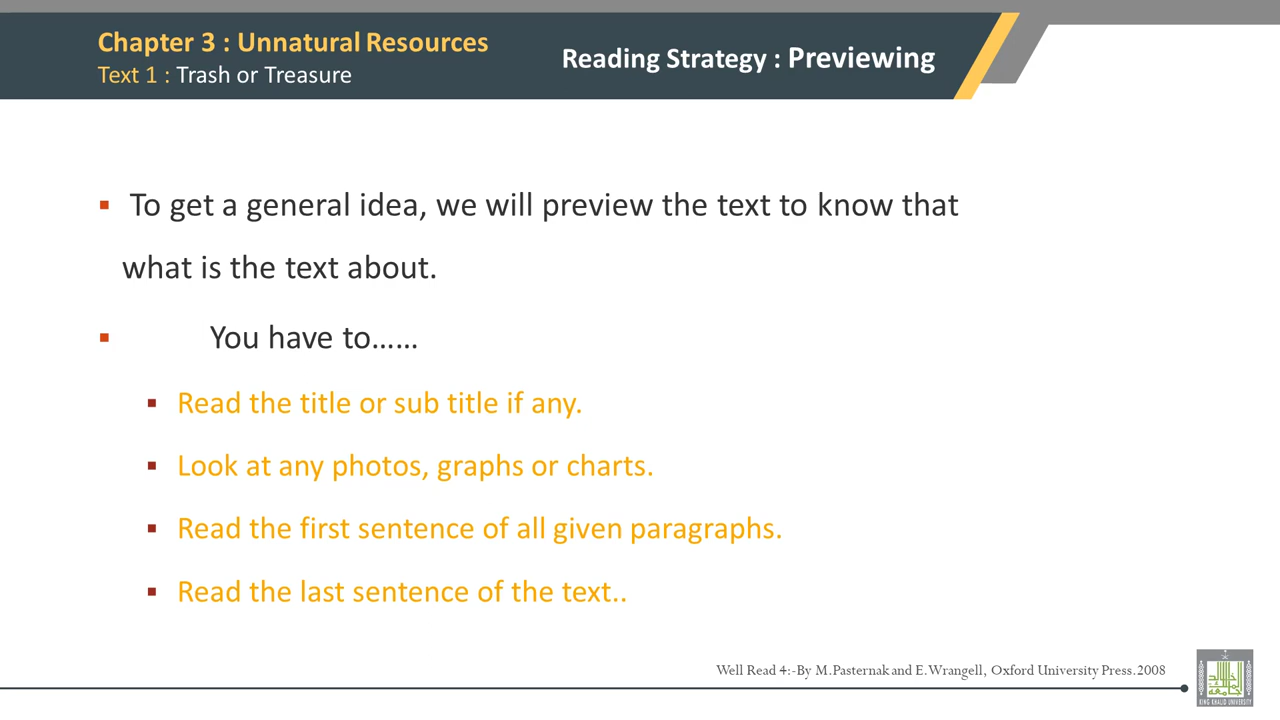 Chapter 3 : Unnatural Resources
Text 1 : Trash or Treasure
Reading Strategy : Previewing
▪ To get a general idea, we will preview the text to know that
what is the text about.
▪ You have to......
▪ Read the title or sub title if any.
▪ Look at any photos, graphs or charts.
▪ Read the first sentence of all given paragraphs.
▪ Read the last sentence of the text..
Well Read 4:-By M.Pasternak and E.Wrangell, Oxford University Press.2008
KING KHALID UNIVERSITY